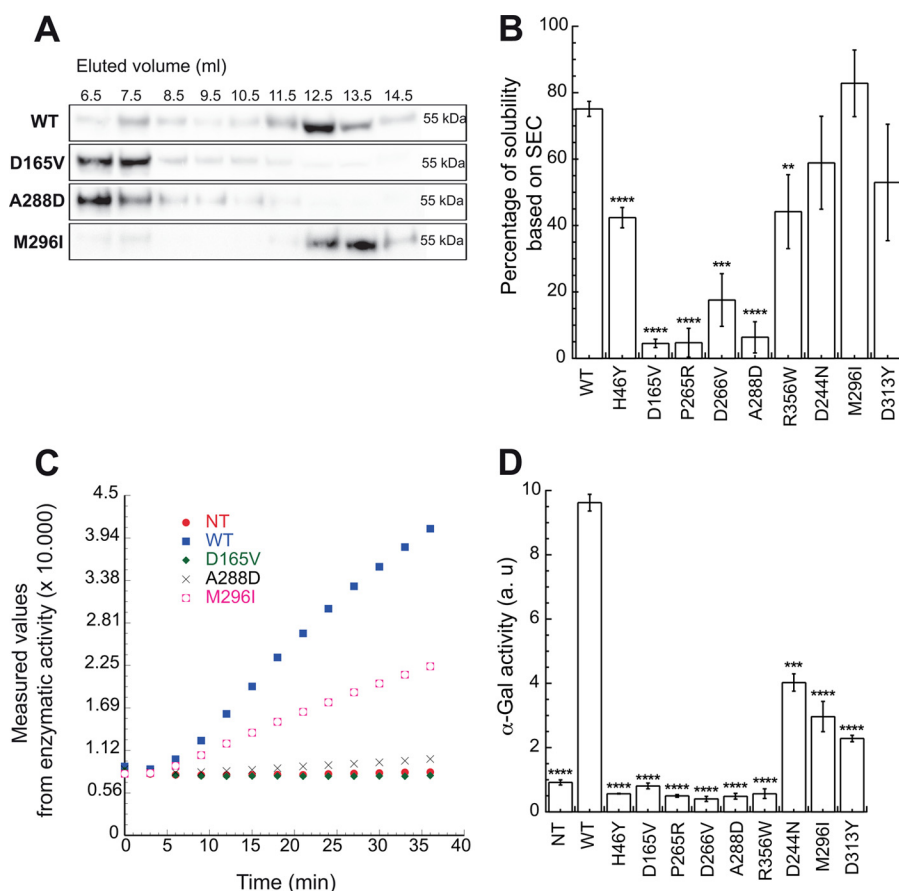 A
Eluted volume (ml)
6.5 7.5 8.5 9.5 10.5 11.5 12.5 13.5 14.5
WT 55 kDa
D165V 55 kDa
A288D 55 kDa
M296I 55 kDa
B
Percentage of solubility
based on SEC
100
80
60
40
20
0
****
****
****
***
****
**
WT
H46Y
D165V
P265R
D266V
A288D
R356W
D244N
M296I
D313Y
C
Measured values
from enzymatic activity (x 10.000)
4.5
3.94
3.38
2.81
2.25
1.69
1.12
0.56
0
NT
WT
D165V
A288D
M296I
0 5 10 15 20 25 30 35 40
Time (min)
D
α-Gal activity (a. u)
10
8
6
4
2
0
****
****
****
****
****
****
****
***
****
****
NT
WT
H46Y
D165V
P265R
D266V
A288D
R356W
D244N
M296I
D313Y